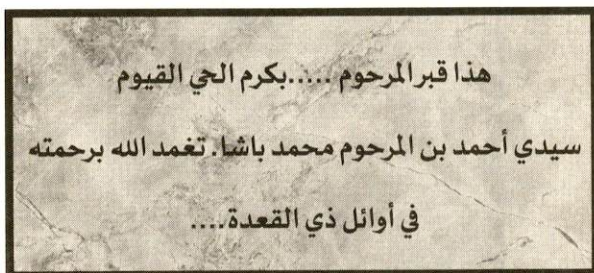 هذا قبر المرحوم .....بكرم الحي القيوم
سيدي أحمد بن المرحوم محمد باشا. تغمد الله برحمته
في أوائل ذي القعدة....